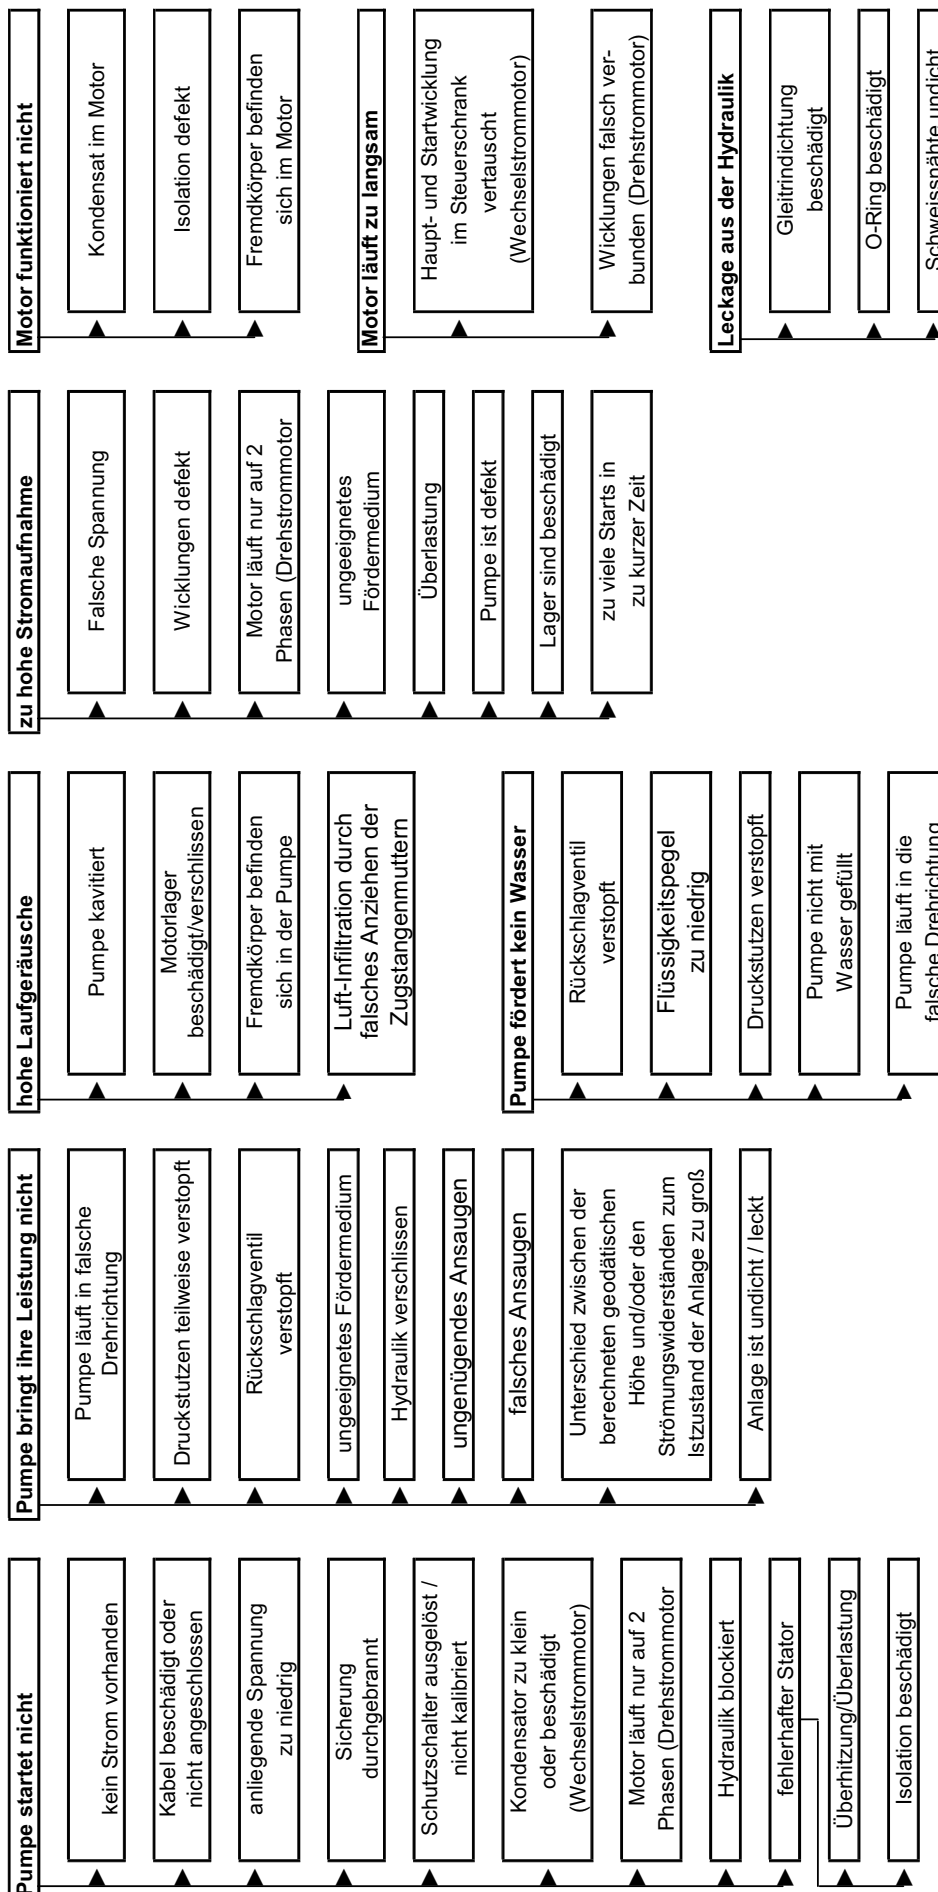 Pumpe startet nicht
kein Strom vorhanden
Kabel beschädigt oder
nicht angeschlossen
anliegende Spannung
zu niedrig
Sicherung
durchgebrannt
Schutzschalter ausgelöst /
nicht kalibriert
Kondensator zu klein
oder beschädigt
(Wechselstrommotor)
Motor läuft nur auf 2
Phasen (Drehstrommotor
Hydraulik blockiert
fehlerhafter Stator
Überhitzung/Überlastung
Isolation beschädigt
Pumpe bringt ihre Leistung nicht
Pumpe läuft in falsche
Drehrichtung
Druckstutzen teilweise verstopft
Rückschlagventil
verstopft
ungeeignetes Fördermedium
Hydraulik verschlissen
ungenügendes Ansaugen
falsches Ansaugen
Unterschied zwischen der
berechneten geodätischen
Höhe und/oder den
Strömungswiderständen zum
Istzustand der Anlage zu groß
Anlage ist undicht / leckt
hohe Laufgeräusche
Pumpe kavitiert
Motorlager
beschädigt/verschlissen
Fremdkörper befinden
sich in der Pumpe
Luft-Infiltration durch
falsches Anziehen der
Zugstangenmuttern
Pumpe fördert kein Wasser
Rückschlagventil
verstopft
Flüssigkeitspegel
zu niedrig
Druckstutzen verstopft
Pumpe nicht mit
Wasser gefüllt
Pumpe läuft in die
falsche Drehrichtung
zu hohe Stromaufnahme
Falsche Spannung
Wicklungen defekt
Motor läuft nur auf 2
Phasen (Drehstrommotor
ungeeignetes
Fördermedium
Überlastung
Pumpe ist defekt
Lager sind beschädigt
zu viele Starts in
zu kurzer Zeit
Motor funktioniert nicht
Kondensat im Motor
Isolation defekt
Fremdkörper befinden
sich im Motor
Motor läuft zu langsam
Haupt- und Startwicklung
im Steuerschrank
vertauscht
(Wechselstrommotor)
Wicklungen falsch ver-
bunden (Drehstrommotor)
Leckage aus der Hydraulik
Gleitrindichtung
beschädigt
O-Ring beschädigt
Schweissnähte undicht